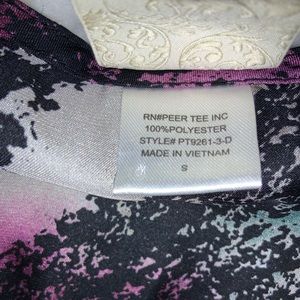 RN#PEER TEE INC
100%POLYESTER
STYLE# PT9261-3-D
MADE IN VIETNAM
S